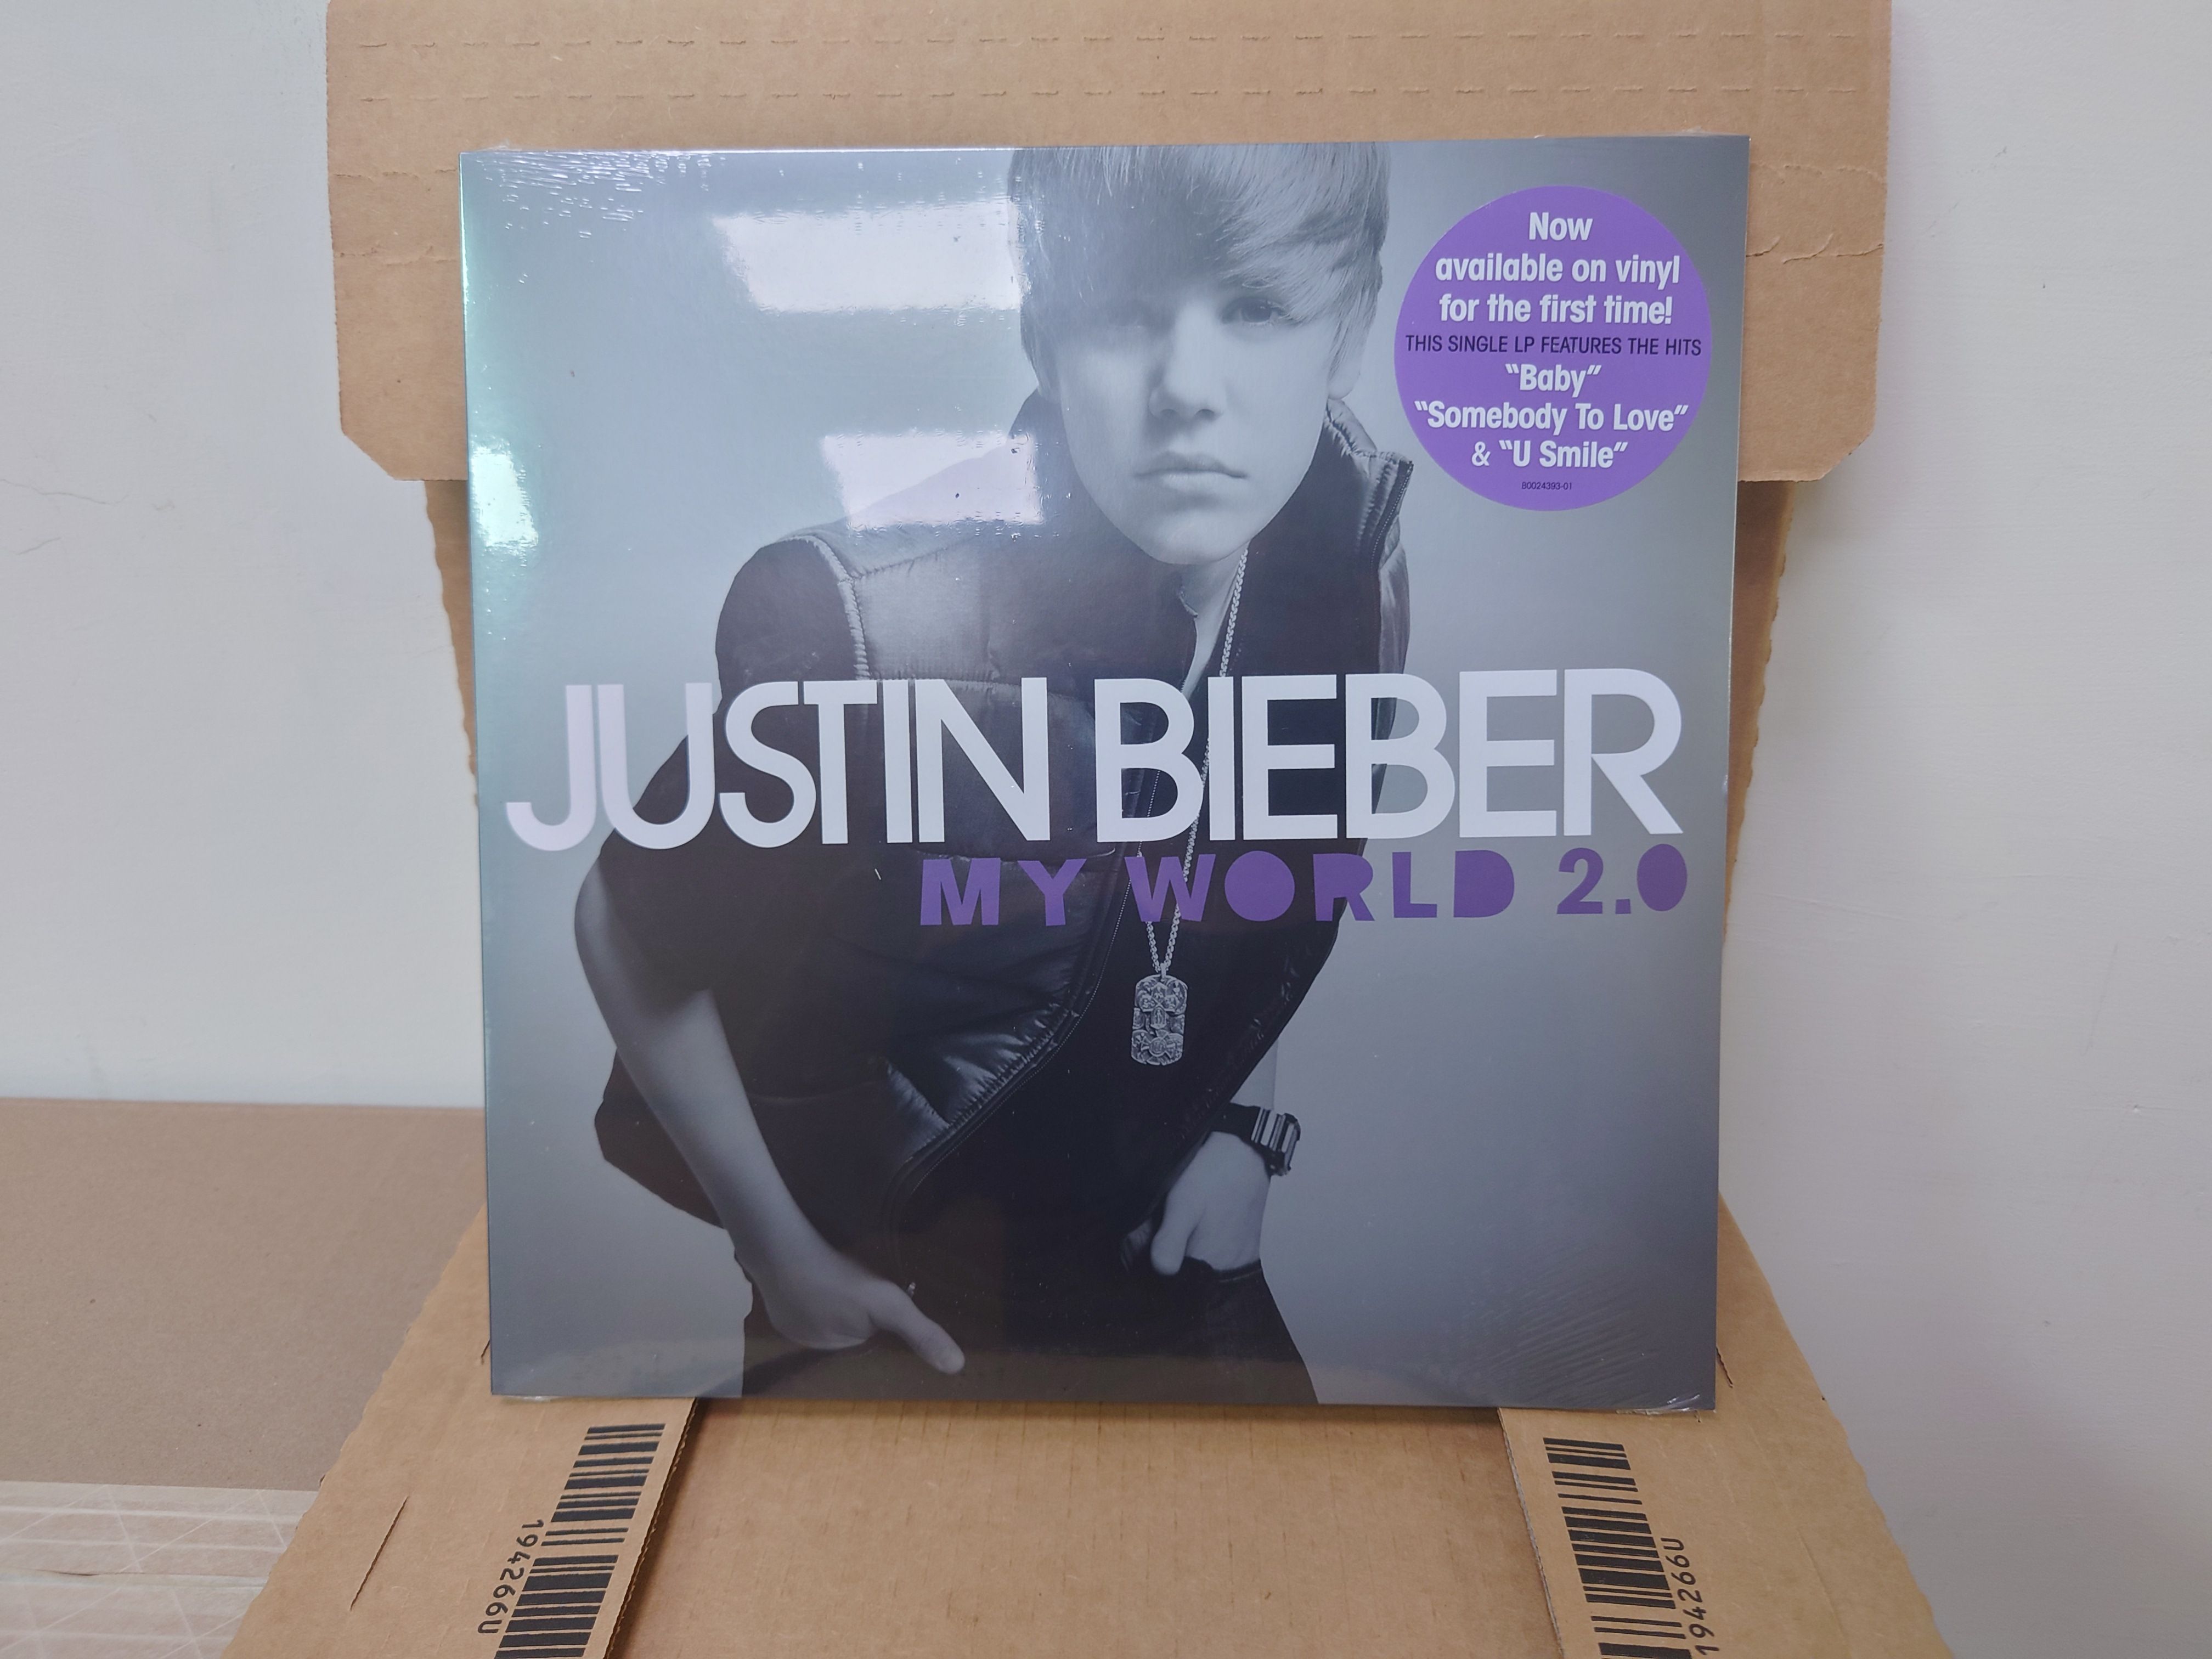 Now
available on vinyl
for the first time!
THIS SINGLE LP FEATURES THE HITS
"Baby"
"Somebody To Love"
& "U Smile"
B0024393-01
JUSTIN BIEBER
MY WORLD 2.0
194266U
194266U